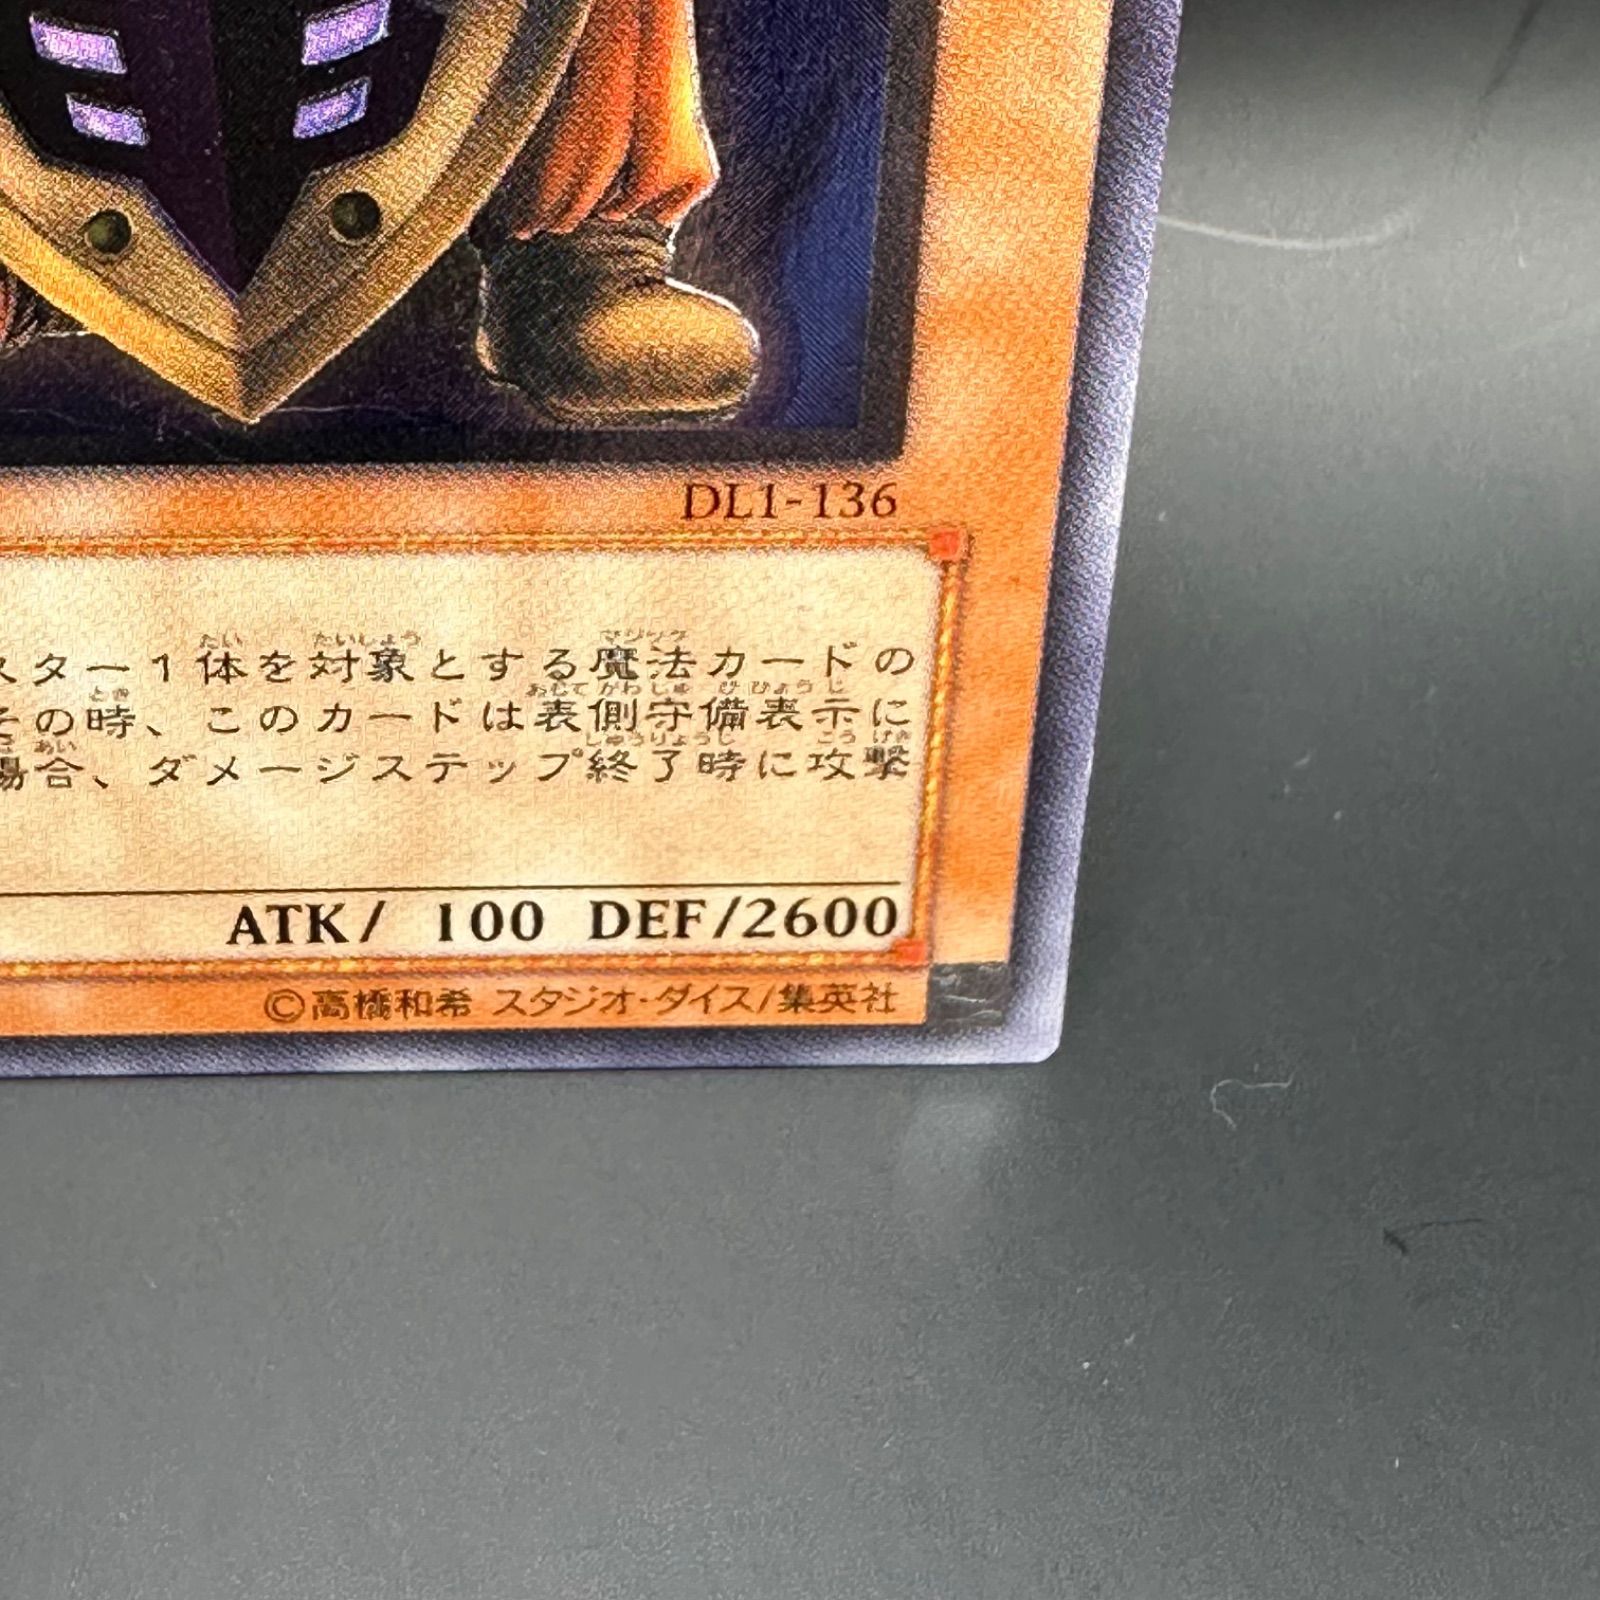 DL1-136
スター1体を対象とする魔法カードの
その時、このカードは表側守備表示に
場合、ダメージステップ終了時に攻撃
ATK/ 100 DEF/2600
©高橋和希 スタジオ・ダイス/集英社